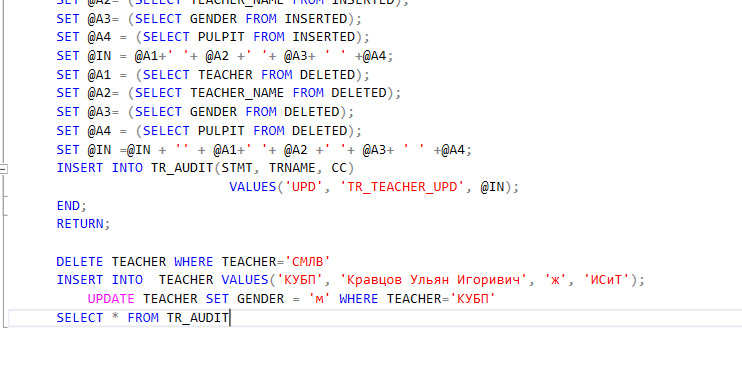 SET @A2= (SELECT TEACHER_NAME FROM INSERTED);
SET @A3= (SELECT GENDER FROM INSERTED);
SET @A4 = (SELECT PULPIT FROM INSERTED);
SET @IN = @A1+' '+ @A2 +' '+ @A3+ ' ' +@A4;
SET @A1 = (SELECT TEACHER FROM DELETED);
SET @A2= (SELECT TEACHER_NAME FROM DELETED);
SET @A3= (SELECT GENDER FROM DELETED);
SET @A4 = (SELECT PULPIT FROM DELETED);
SET @IN =@IN + '' + @A1+' '+ @A2 +' '+ @A3+ ' ' +@A4;
INSERT INTO TR_AUDIT(STMT, TRNAME, CC)
VALUES('UPD', 'TR_TEACHER_UPD', @IN);
END;
RETURN;
DELETE TEACHER WHERE TEACHER='СМЛВ'
INSERT INTO  TEACHER VALUES('КУБП', 'Кравцов Ульян Игоривич', 'ж', 'ИСиТ');
UPDATE TEACHER SET GENDER = 'м' WHERE TEACHER='КУБП'
SELECT * FROM TR_AUDIT